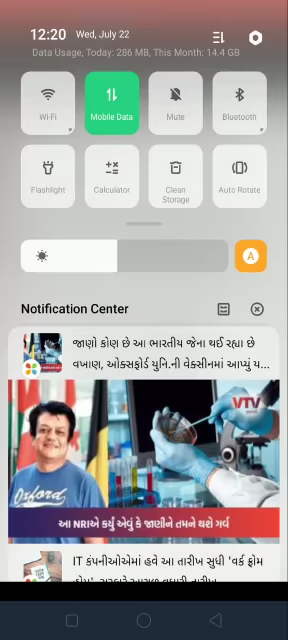 12:20 Wed, July 22
Data Usage, Today: 286 MB, This Month: 14.4 GB
Wi-Fi Mobile Data Mute Bluetooth
Flashlight Calculator Clean Storage Auto Rotate
A
Notification Center
જાણો કોણ છે આ ભારતીય જેના થઈ રહ્યા છે
વખાણ, ઓક્સફોર્ડ યુનિ.ની વેક્સીનમાં આપ્યું ય...
VTV
Oxford
આ NRIએ કર્યું એવું કે જાણીને તમને થશે ગર્વ
IT કંપનીઓએમાં હવે આ તારીખ સુધી 'વર્ક ફ્રોમ